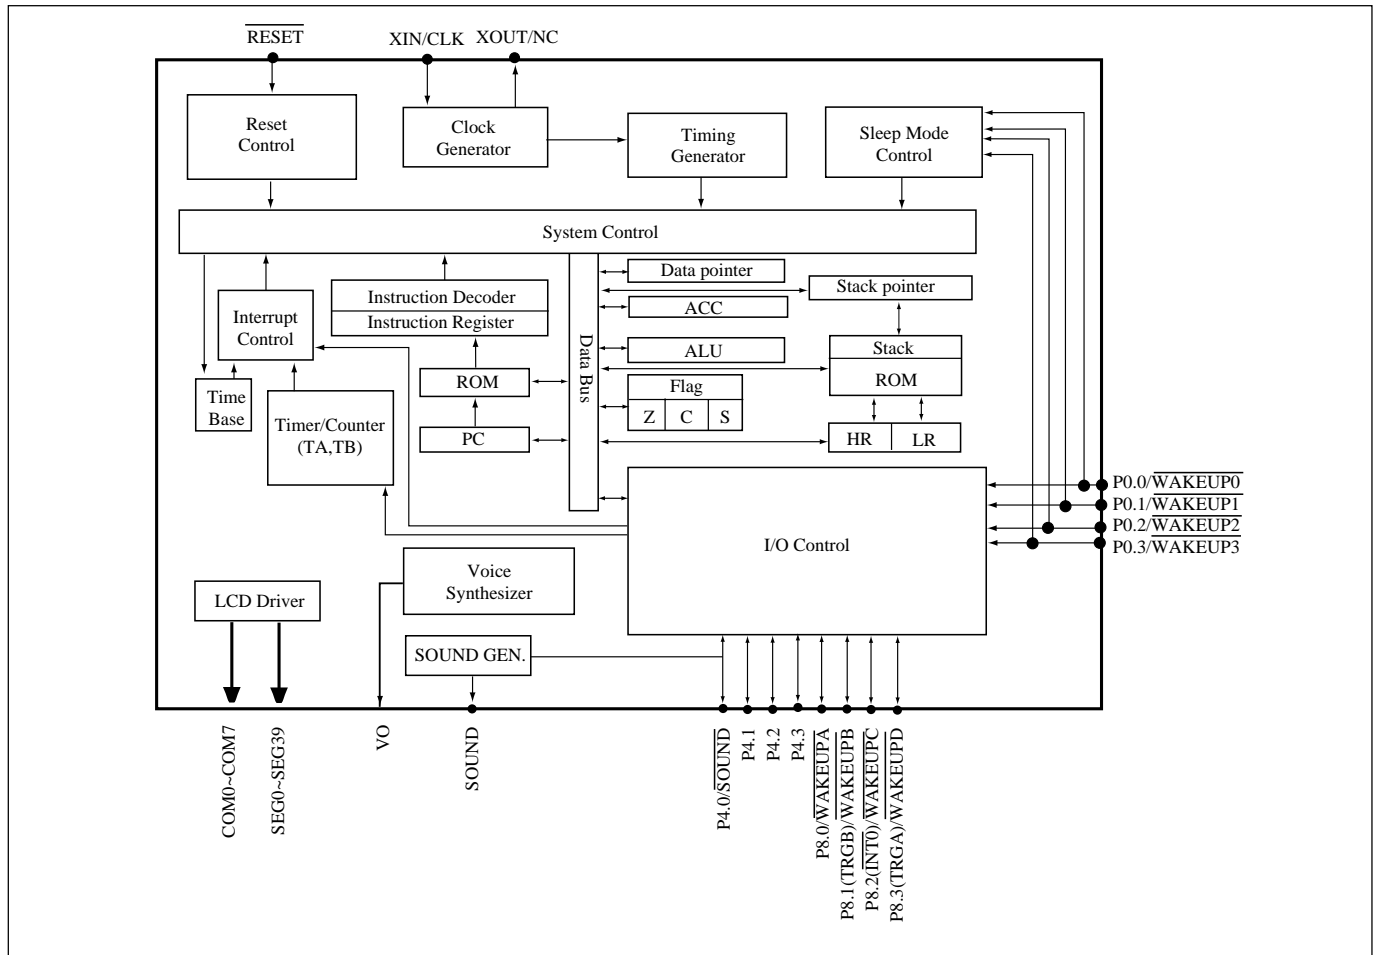 RESET
XIN/CLK
XOUT/NC
Reset
Control
Clock
Generator
Timing
Generator
Sleep Mode
Control
System Control
Data pointer
Stack pointer
Instruction Decoder
Instruction Register
ACC
Interrupt
Control
Data Bus
ALU
Stack
ROM
ROM
Flag
Z C S
Time
Base
Timer/Counter
(TA,TB)
PC
HR LR
P0.0/WAKEUP0
P0.1/WAKEUP1
P0.2/WAKEUP2
P0.3/WAKEUP3
I/O Control
Voice
Synthesizer
LCD Driver
SOUND GEN.
COM0~COM7
SEG0~SEG39
VO
SOUND
P4.0/SOUND
P4.1
P4.2
P4.3
P8.0/WAKEUPA
P8.1(TRGB)/WAKEUPB
P8.2(INT0)/WAKEUPC
P8.3(TRGA)/WAKEUPD